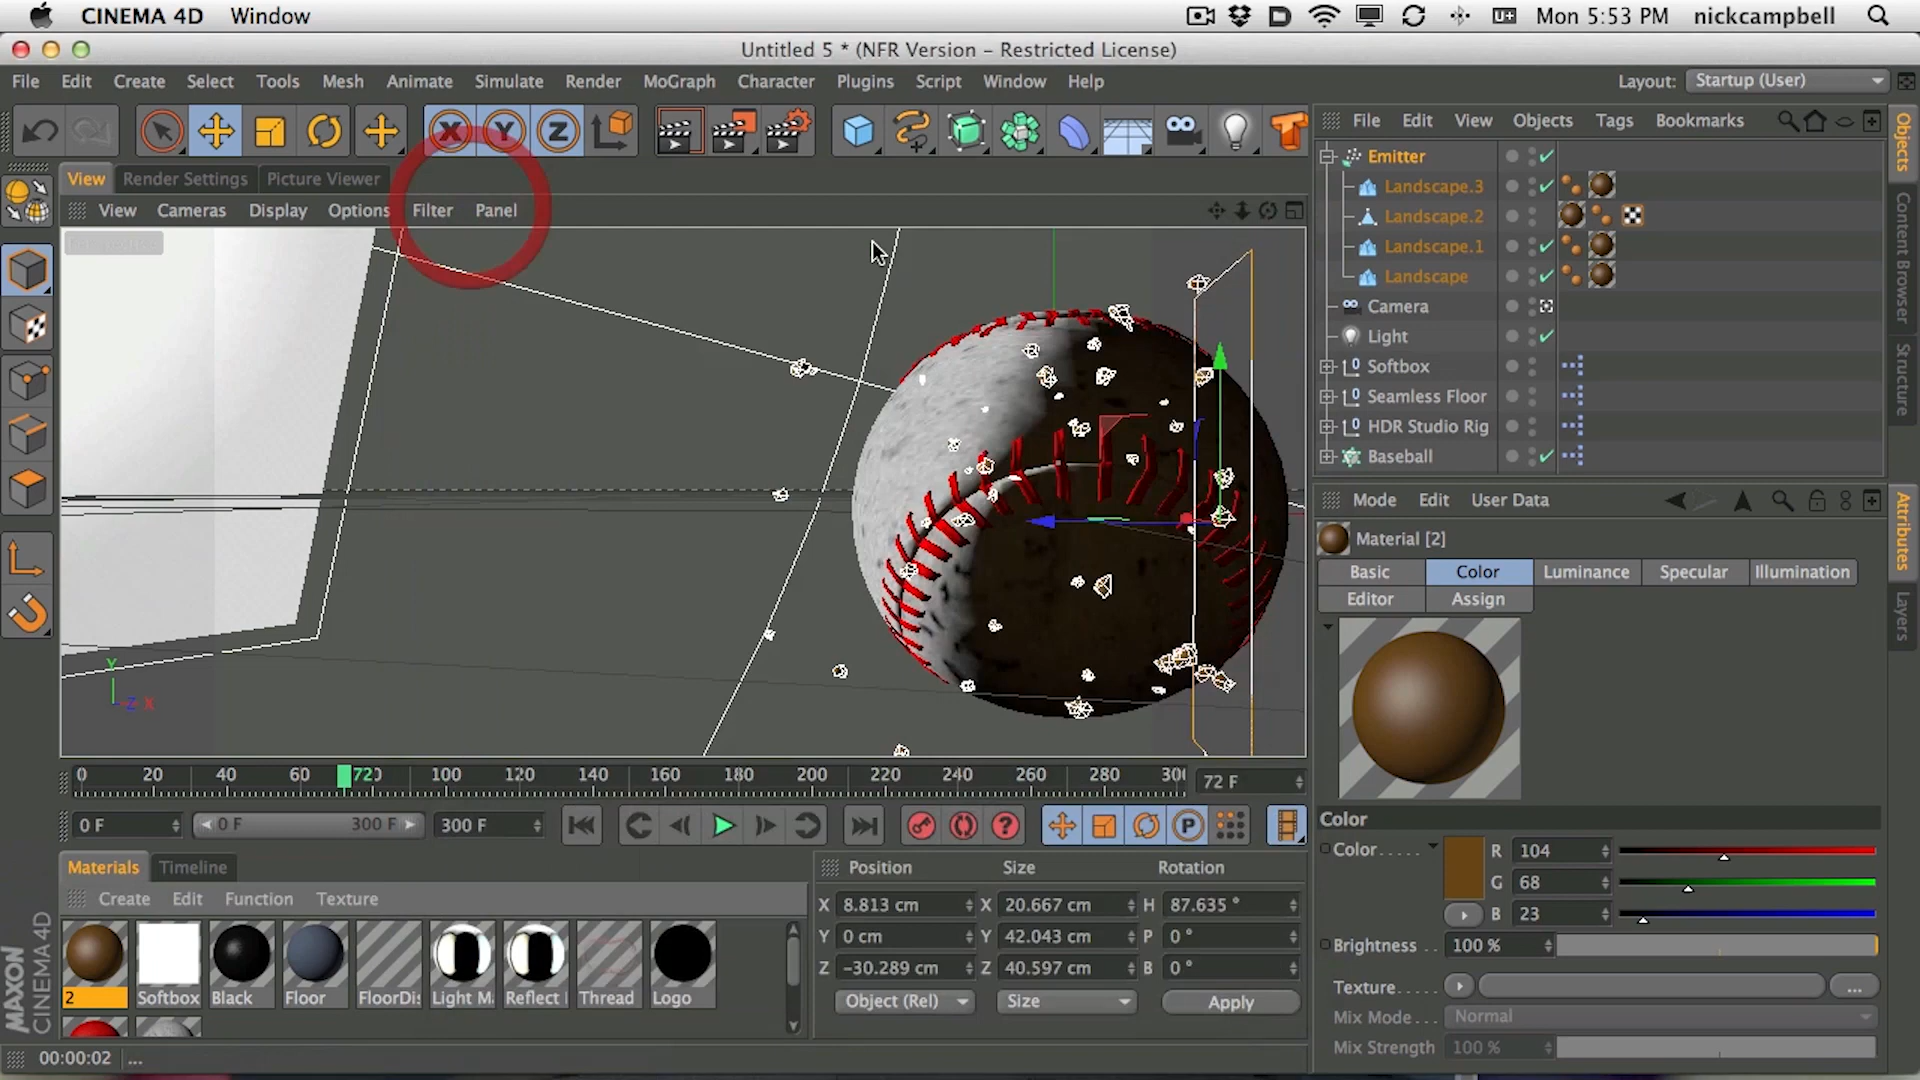 CINEMA 4D Window Mon 5:53 PM nickcampbell
Untitled 5 * (NFR Version – Restricted License)
File Edit Create Select Tools Mesh Animate Simulate Render MoGraph Character Plugins Script Window Help Layout: Startup (User)
X Y Z
File Edit View Objects Tags Bookmarks
View Render Settings Picture Viewer
View Cameras Display Options Filter Panel
Emitter
Landscape.3
Landscape.2
Landscape.1
Landscape
Camera
Light
Softbox
Seamless Floor
HDR Studio Rig
Baseball
Objects
Content Browser
Structure
Mode Edit User Data
Attributes
Layers
Material [2]
Basic Color Luminance Specular Illumination
Editor Assign
Y
Z X
0 20 40 60 72 100 120 140 160 180 200 220 240 260 280 72 F
0 F 0 F 300 F 300 F P
Color
Color R 104
G 68
B 23
Brightness 100 %
Texture ...
Mix Mode Normal
Mix Strength 100 %
Materials Timeline
Create Edit Function Texture
2 Softbox Black Floor FloorDis Light M Reflect Thread Logo
Position Size Rotation
X 8.813 cm X 20.667 cm H 87.635 °
Y 0 cm Y 42.043 cm P 0 °
Z -30.289 cm Z 40.597 cm B 0 °
Object (Rel) Size Apply
MAXON
CINEMA 4D
00:00:02 ...